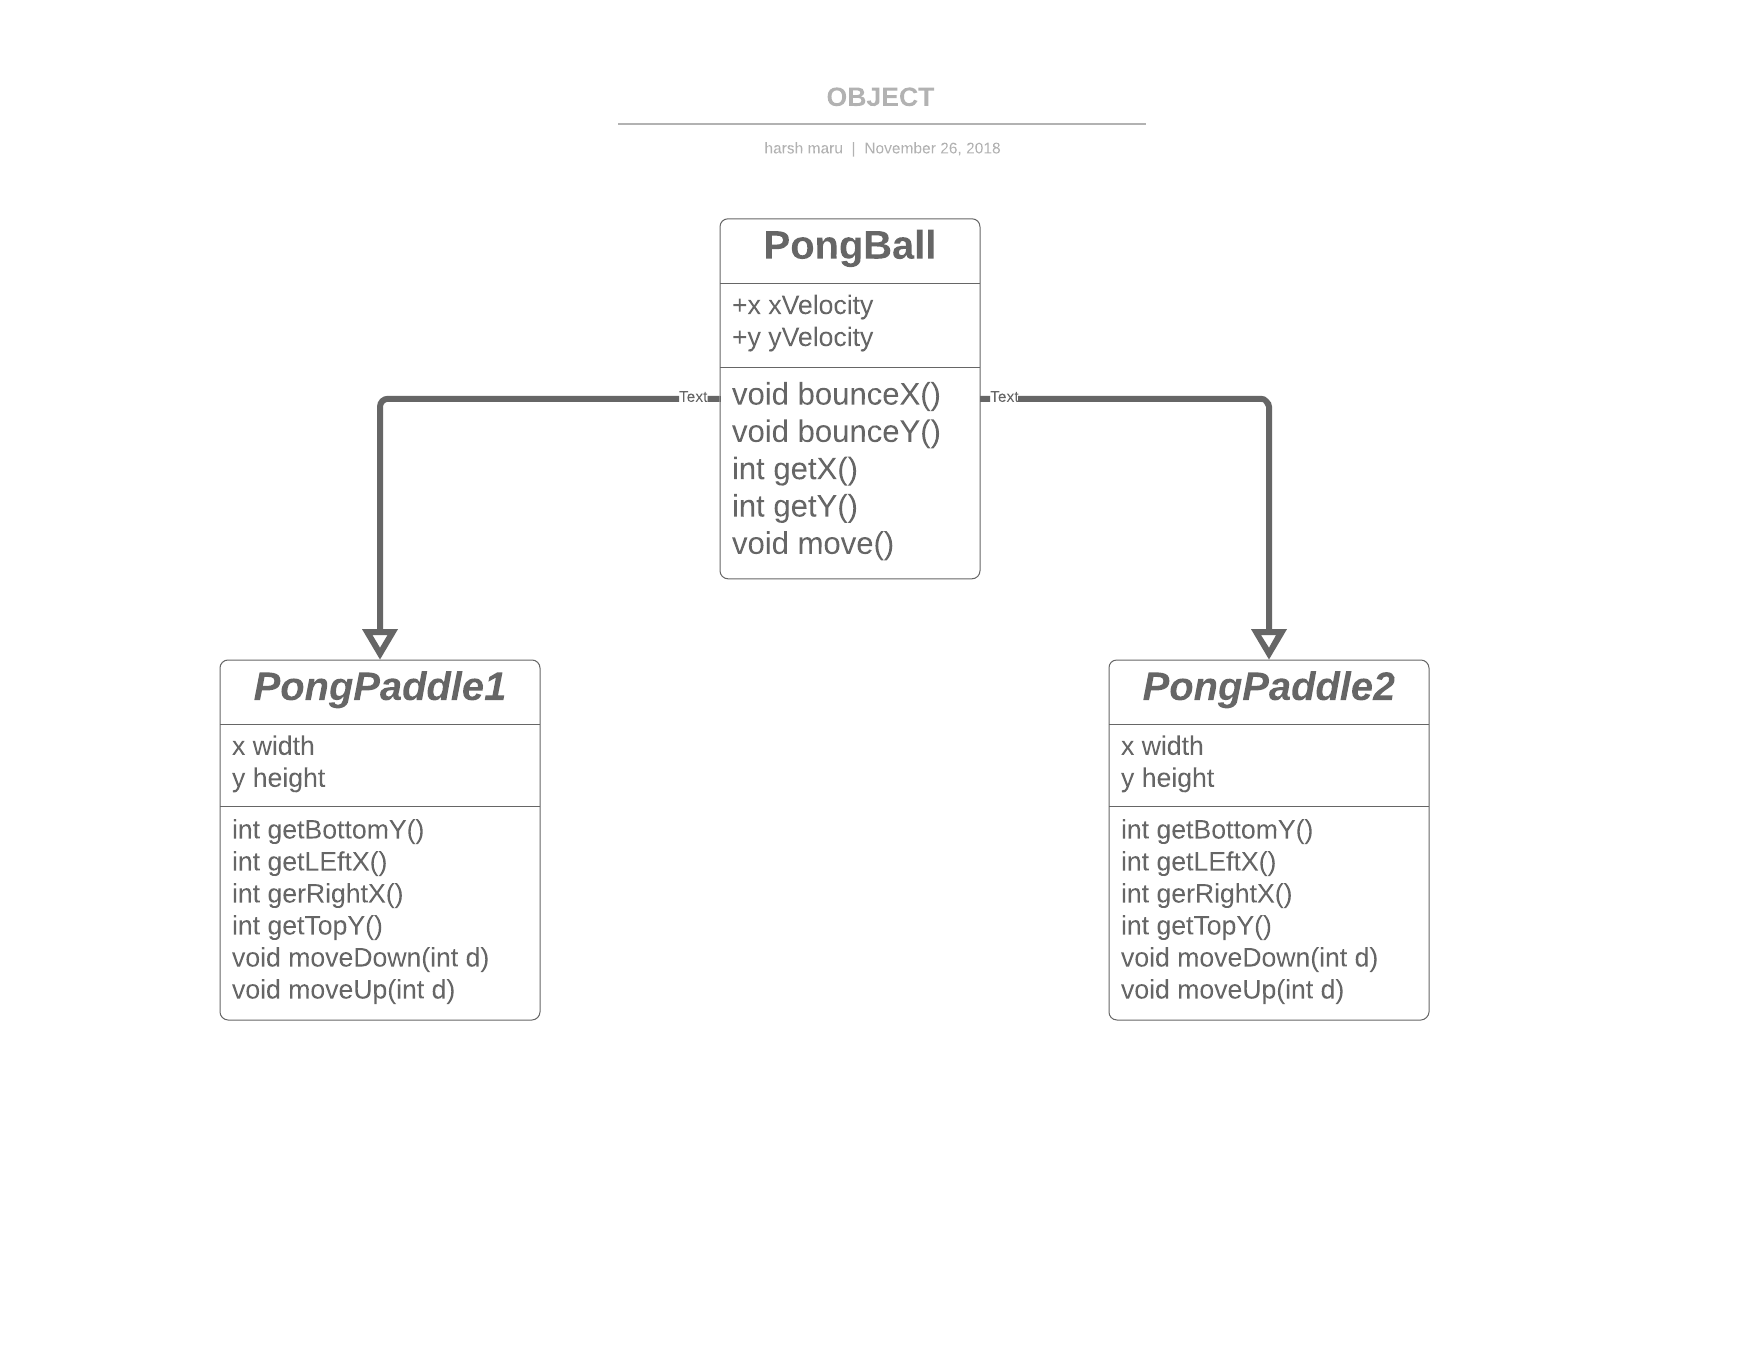 OBJECT
harsh maru | November 26, 2018
PongBall
+x xVelocity
+y yVelocity
Text
Text
void bounceX()
void bounceY()
int getX()
int getY()
void move()
PongPaddle1
x width
y height
int getBottomY()
int getLEftX()
int gerRightX()
int getTopY()
void moveDown(int d)
void moveUp(int d)
PongPaddle2
x width
y height
int getBottomY()
int getLEftX()
int gerRightX()
int getTopY()
void moveDown(int d)
void moveUp(int d)